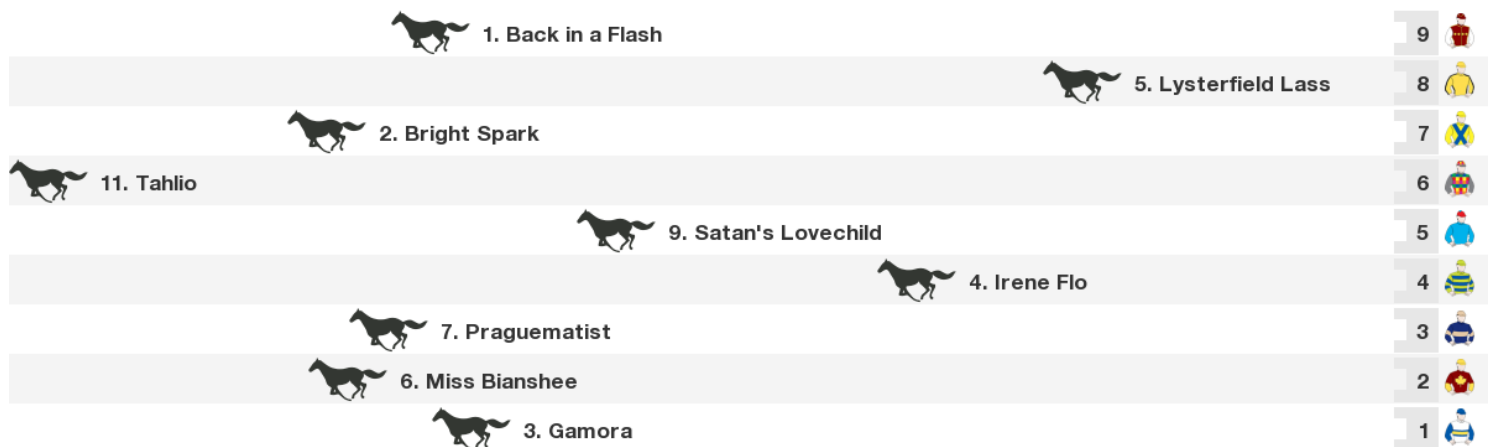 1. Back in a Flash 9
5. Lysterfield Lass 8
2. Bright Spark 7
11. Tahlio 6
9. Satan's Lovechild 5
4. Irene Flo 4
7. Praguematist 3
6. Miss Bianshee 2
3. Gamora 1